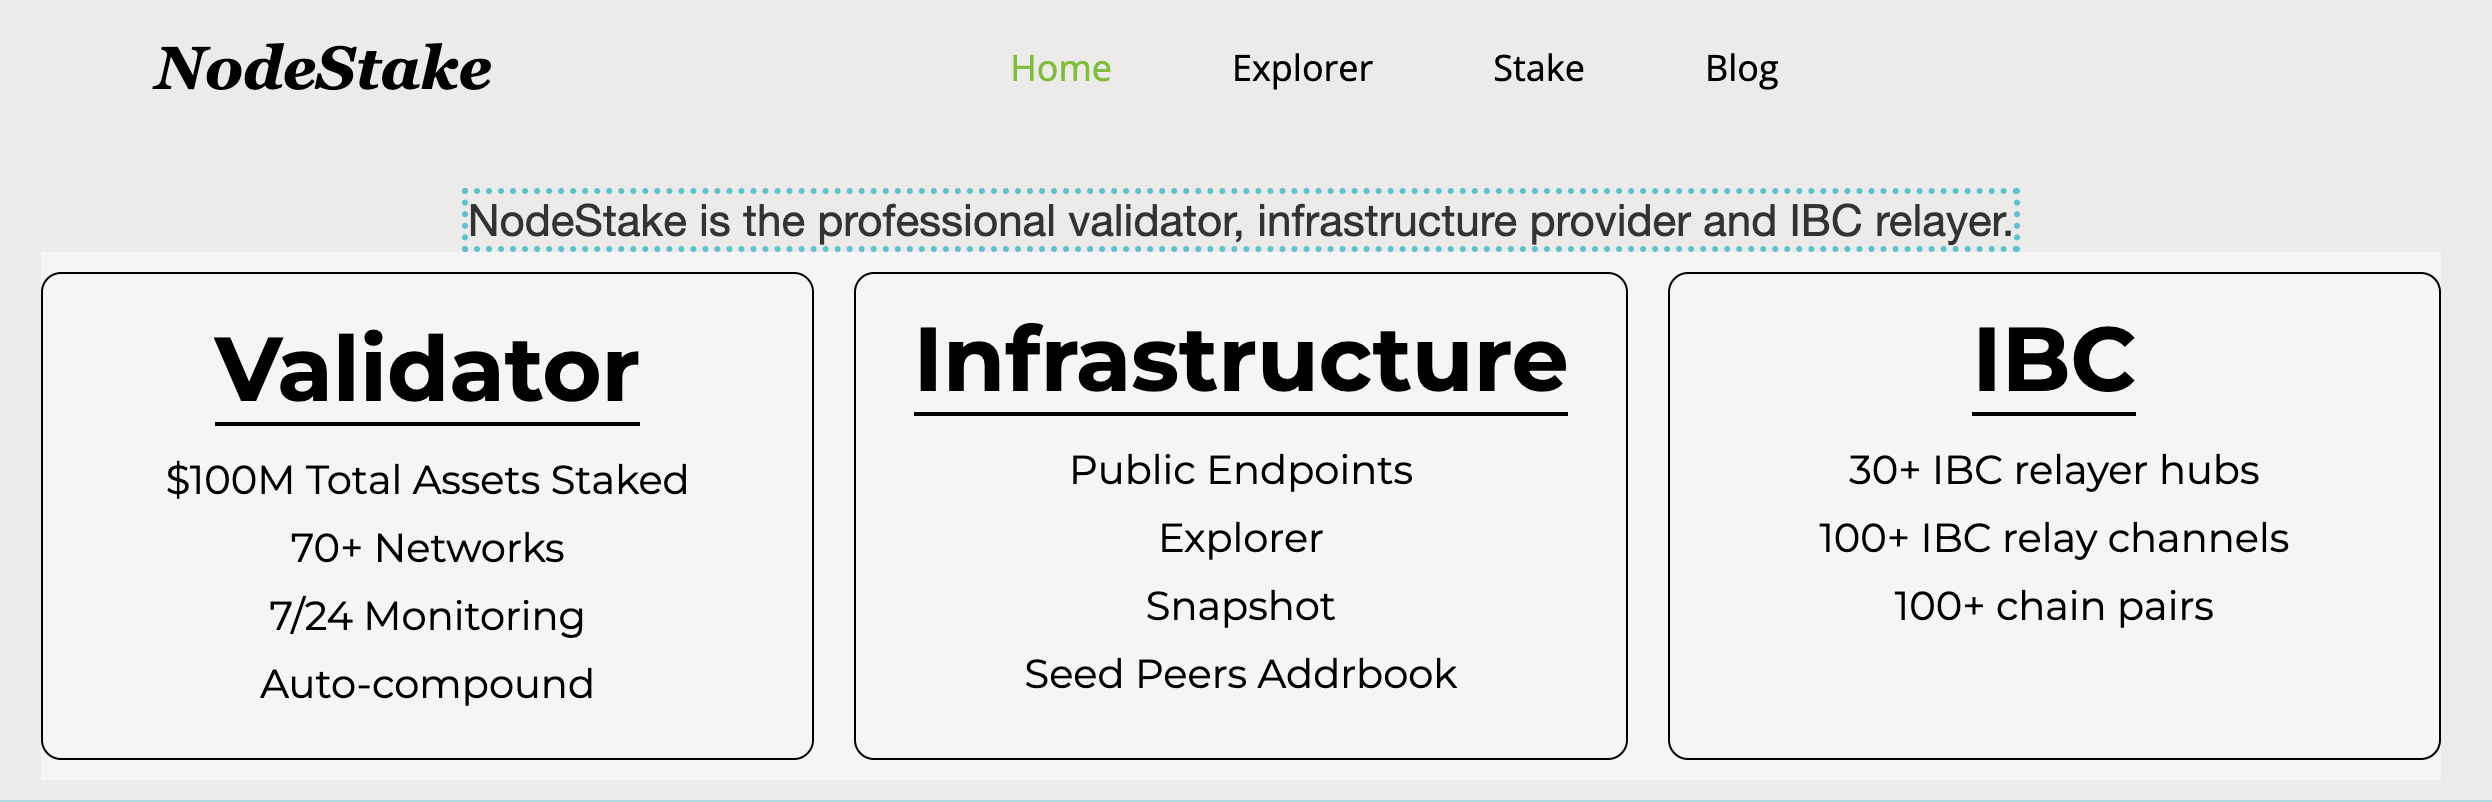 NodeStake
Home Explorer Stake Blog
NodeStake is the professional validator, infrastructure provider and IBC relayer.
Validator
$100M Total Assets Staked
70+ Networks
7/24 Monitoring
Auto-compound
Infrastructure
Public Endpoints
Explorer
Snapshot
Seed Peers Addrbook
IBC
30+ IBC relayer hubs
100+ IBC relay channels
100+ chain pairs